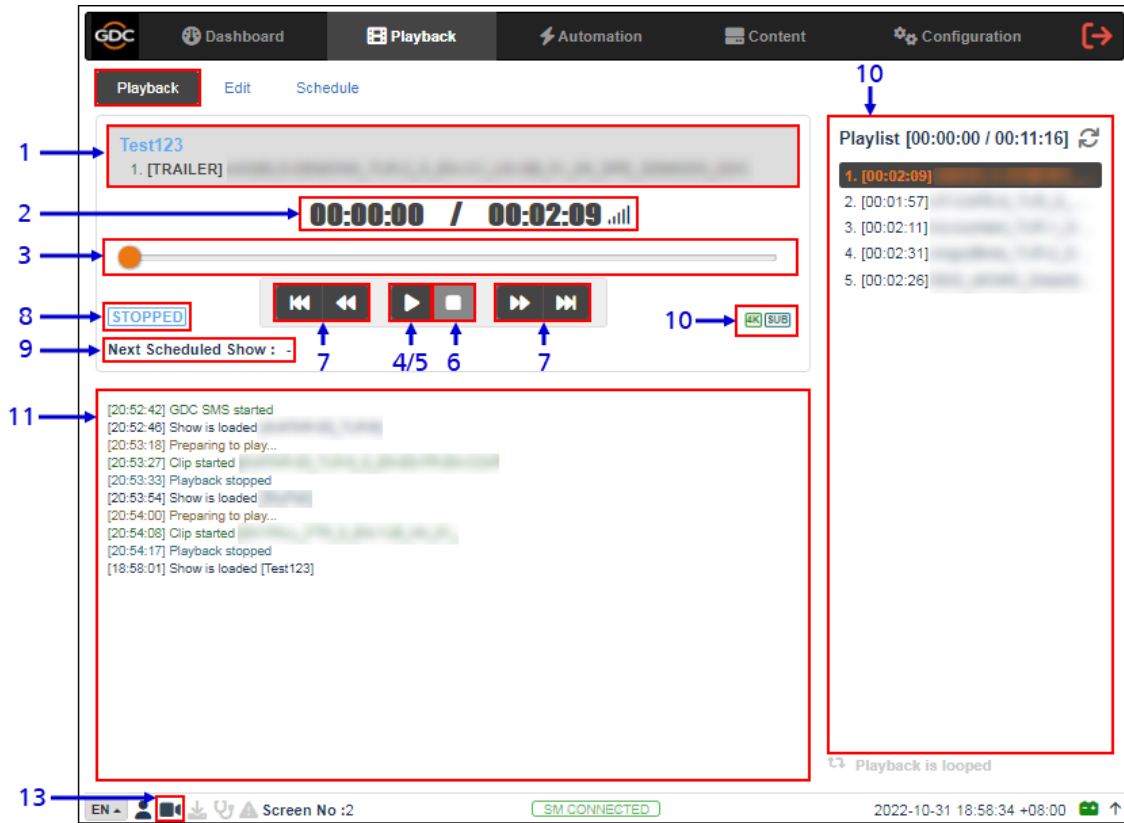 GDC Dashboard Playback Automation Content Configuration
10
Playback Edit Schedule
Playlist [00:00:00 / 00:11:16]
1
Test123
1. [TRAILER]
1. [00:02:09]
2
00:00:00 / 00:02:09
2. [00:01:57]
3. [00:02:11]
3
4. [00:02:31]
5. [00:02:26]
8
STOPPED
10
4K SUB
9
Next Scheduled Show : -
7
4/5
6
7
11
[20:52:42] GDC SMS started
[20:52:46] Show is loaded
[20:53:18] Preparing to play...
[20:53:27] Clip started
[20:53:33] Playback stopped
[20:53:54] Show is loaded
[20:54:00] Preparing to play...
[20:54:08] Clip started
[20:54:17] Playback stopped
[18:58:01] Show is loaded [Test123]
Playback is looped
13
EN Screen No :2 SM CONNECTED 2022-10-31 18:58:34 +08:00